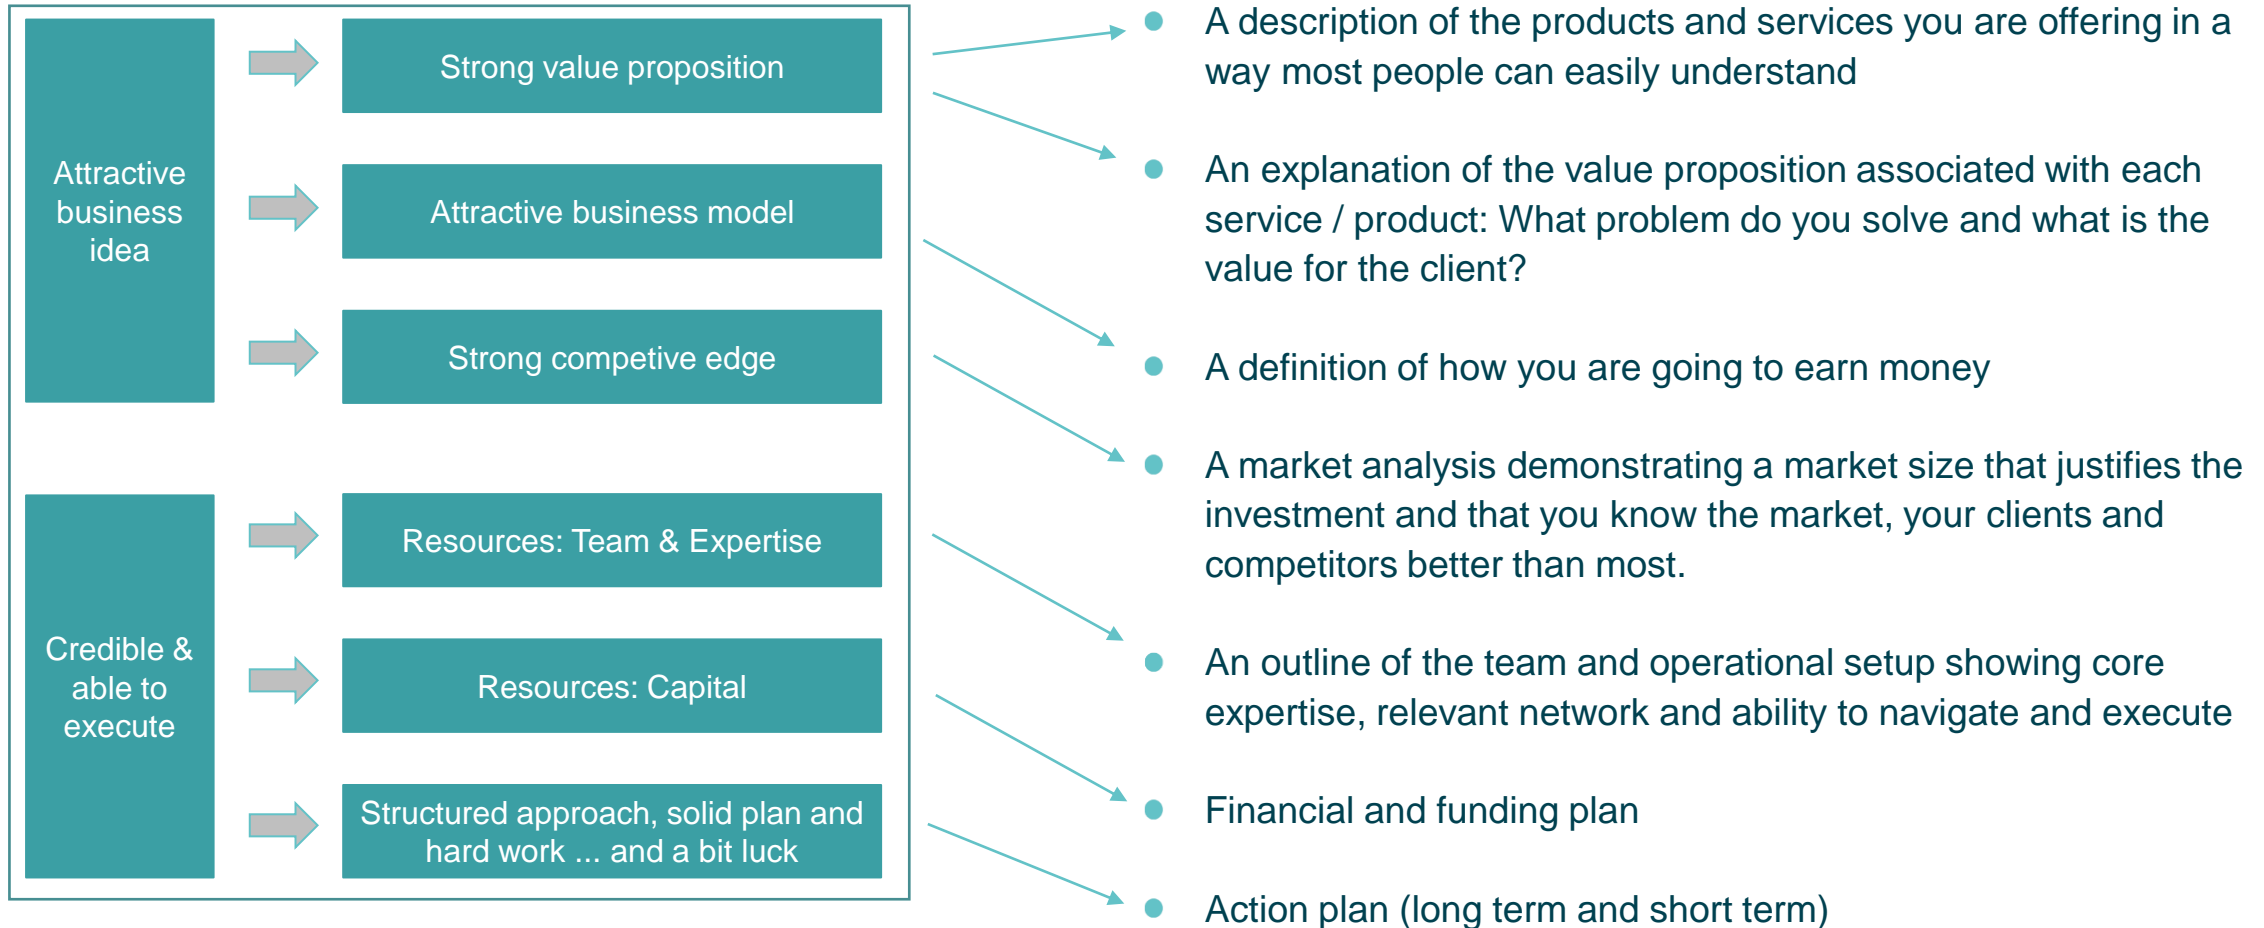 Attractive
business
idea
Strong value proposition
Attractive business model
Strong competive edge
Credible &
able to
execute
Resources: Team & Expertise
Resources: Capital
Structured approach, solid plan and
hard work ... and a bit luck
A description of the products and services you are offering in a
way most people can easily understand
An explanation of the value proposition associated with each
service / product: What problem do you solve and what is the
value for the client?
A definition of how you are going to earn money
A market analysis demonstrating a market size that justifies the
investment and that you know the market, your clients and
competitors better than most.
An outline of the team and operational setup showing core
expertise, relevant network and ability to navigate and execute
Financial and funding plan
Action plan (long term and short term)